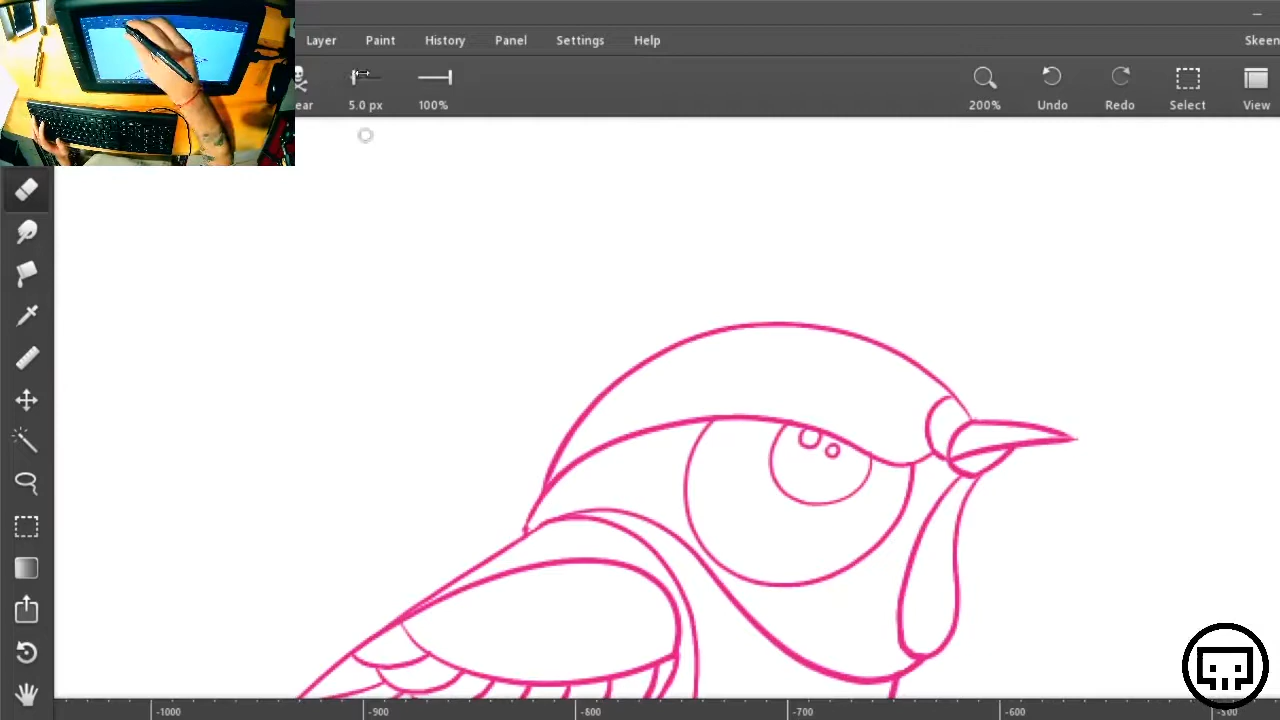 Layer Paint History Panel Settings Help Skeen
ear 5.0 px 100% 200% Undo Redo Select View
-1000 -900 -800 -700 -600 -500